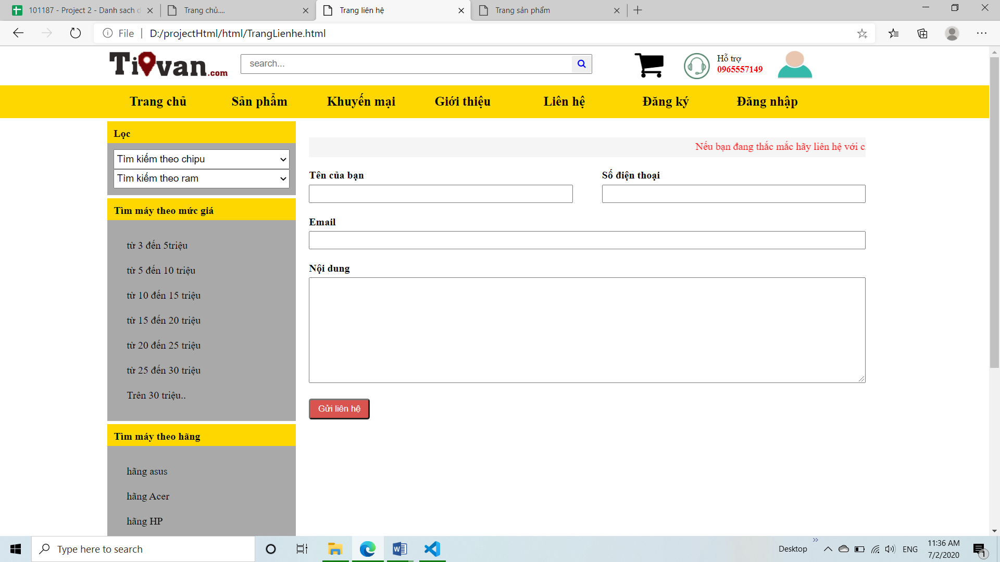 101187 - Project 2 - Danh sach d
Trang chủ....
Trang liên hệ
Trang sản phẩm
File
D:/projectHtml/html/TrangLienhe.html
Tiovan.com
search...
Hỗ trợ
0965557149
Trang chủ
Sản phẩm
Khuyến mại
Giới thiệu
Liên hệ
Đăng ký
Đăng nhập
Lọc
Tìm kiếm theo chipu
Tìm kiếm theo ram
Tìm máy theo mức giá
từ 3 đến 5triệu
từ 5 đến 10 triệu
từ 10 đến 15 triệu
từ 15 đến 20 triệu
từ 20 đến 25 triệu
từ 25 đến 30 triệu
Trên 30 triệu..
Tìm máy theo hãng
hãng asus
hãng Acer
hãng HP
Nếu bạn đang thắc mắc hãy liên hệ với c
Tên của bạn
Số điện thoại
Email
Nội dung
Gửi liên hệ
Type here to search
Desktop
ENG
11:36 AM
7/2/2020
1